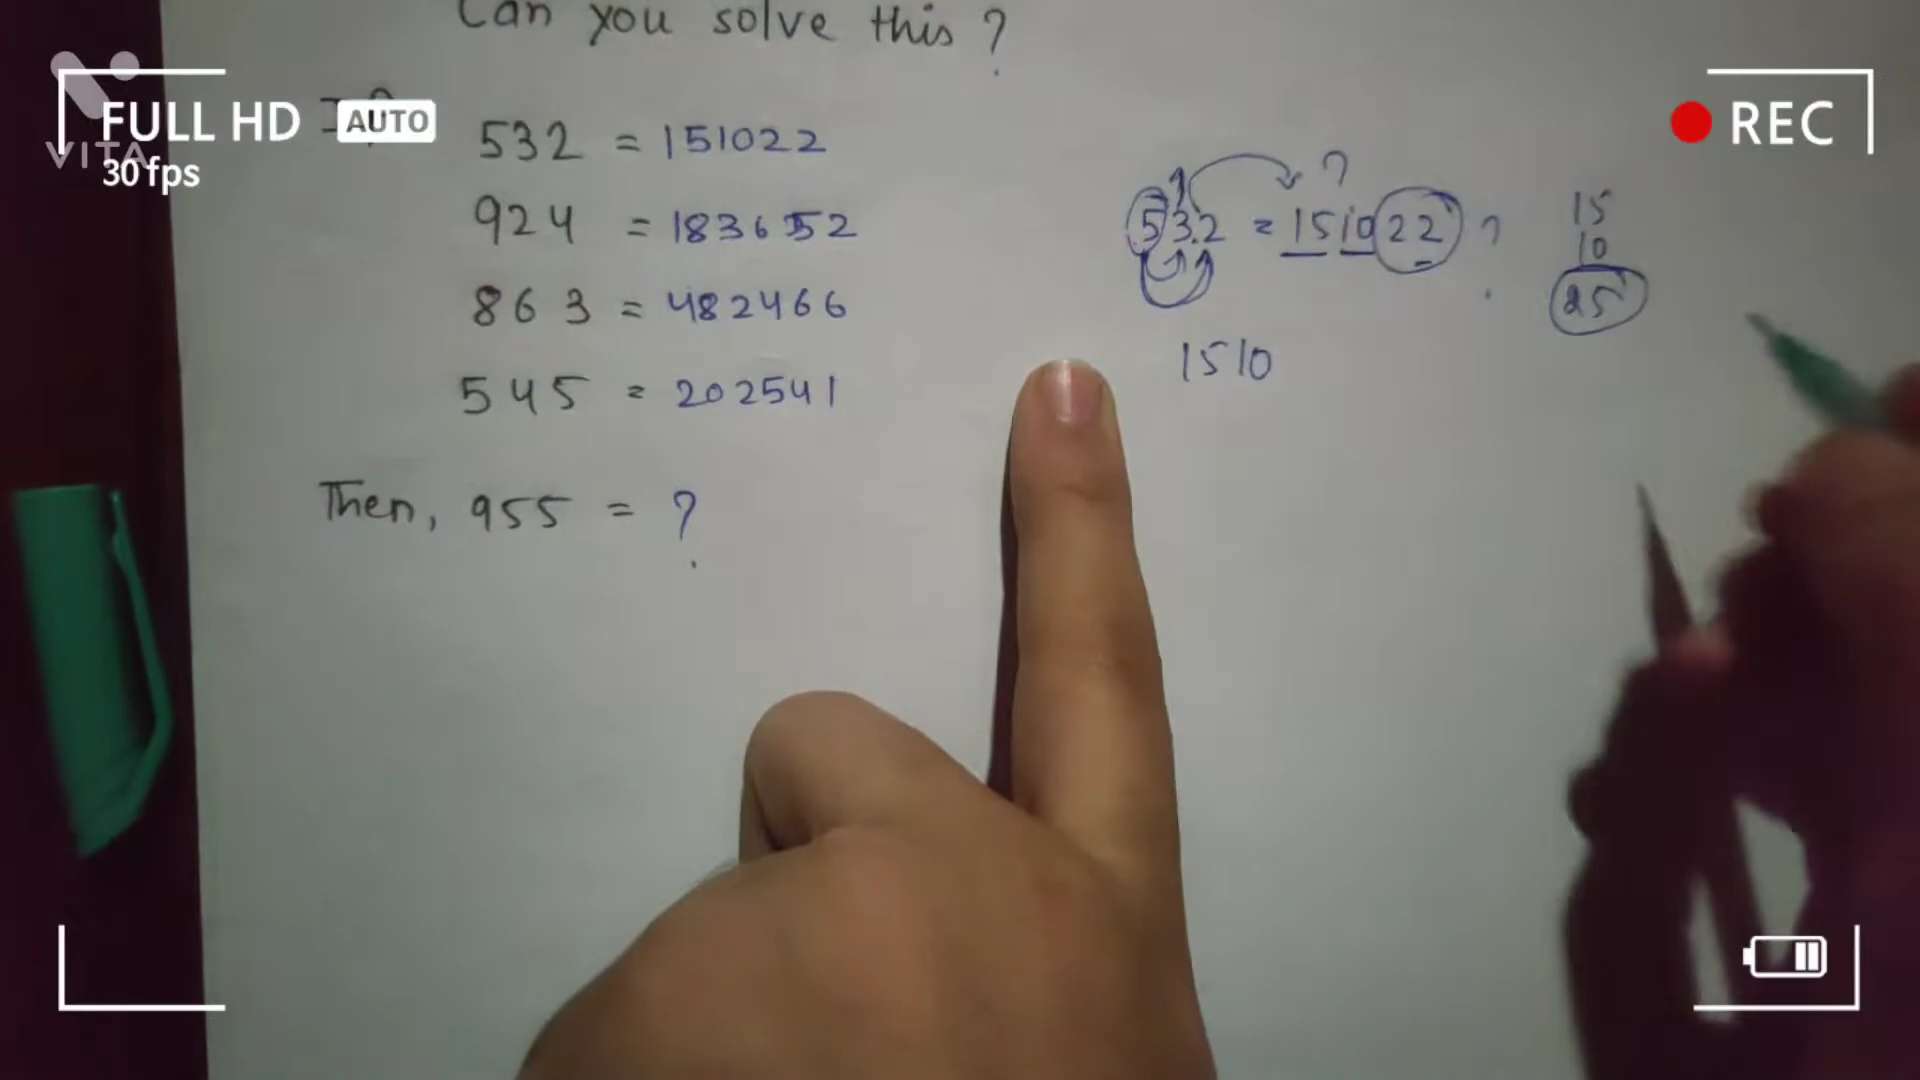 Can you solve this ?
FULL HD AUTO
REC
VITA
30 fps
532 = 151022
924 = 183652
863 = 482466
545 = 202541
Then, 955 = ?
?
532 = 151022 ?
1510
15
10
25